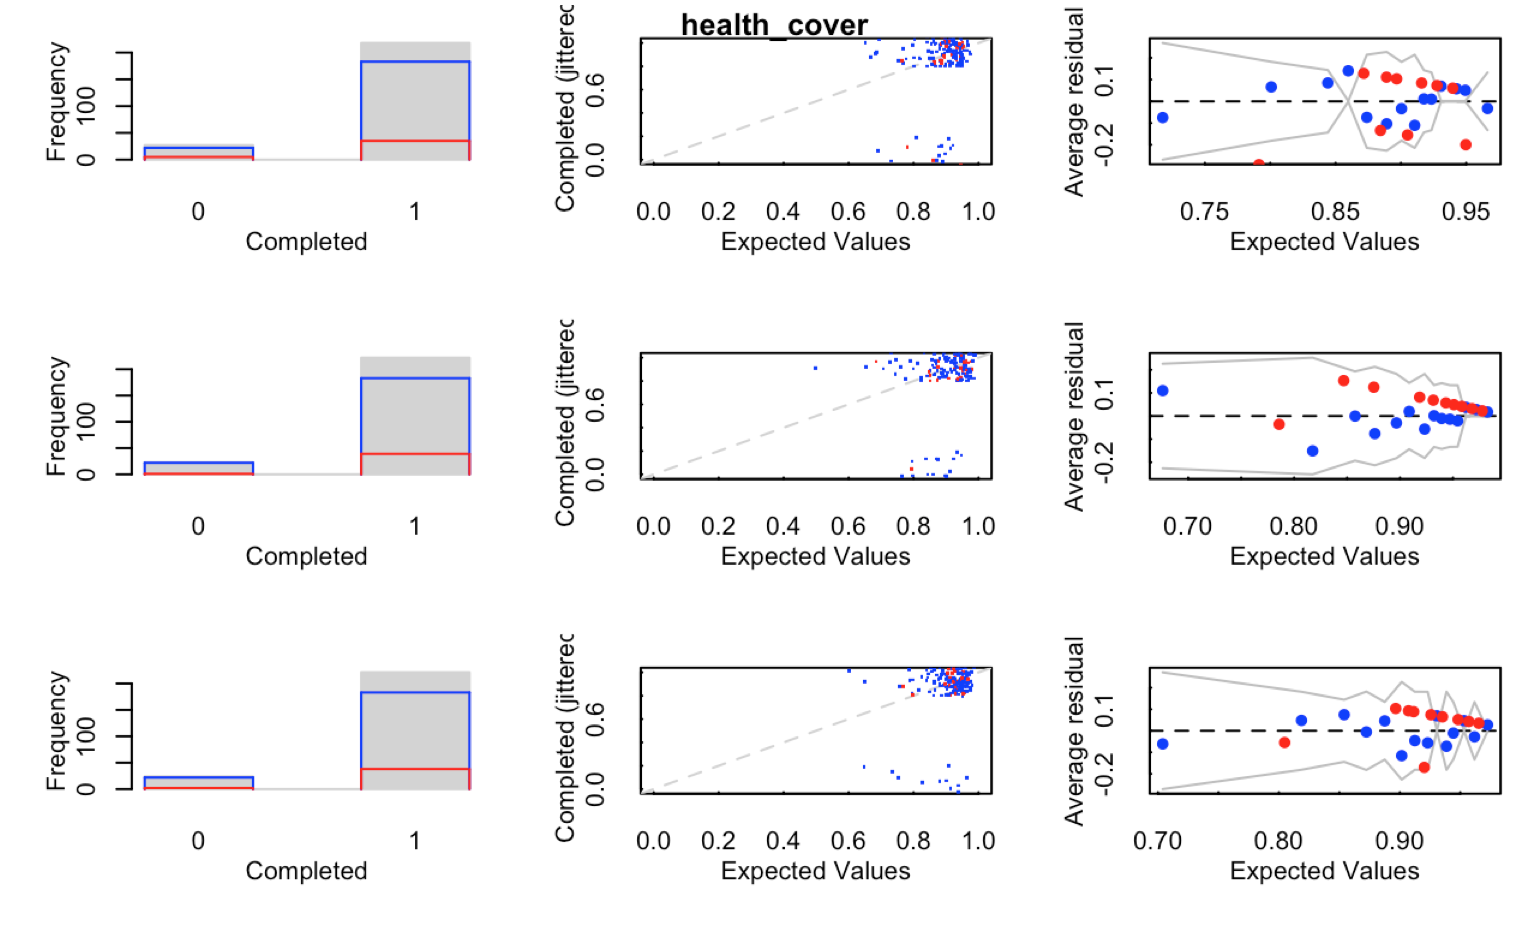 health_cover
Frequency
0 100
0 1
Completed
Completed (jittered
0.0 0.6
0.0 0.2 0.4 0.6 0.8 1.0
Expected Values
Average residual
-0.2 0.1
0.75 0.85 0.95
Expected Values
Frequency
0 100
0 1
Completed
Completed (jittered
0.0 0.6
0.0 0.2 0.4 0.6 0.8 1.0
Expected Values
Average residual
-0.2 0.1
0.70 0.80 0.90
Expected Values
Frequency
0 100
0 1
Completed
Completed (jittered
0.0 0.6
0.0 0.2 0.4 0.6 0.8 1.0
Expected Values
Average residual
-0.2 0.1
0.70 0.80 0.90
Expected Values